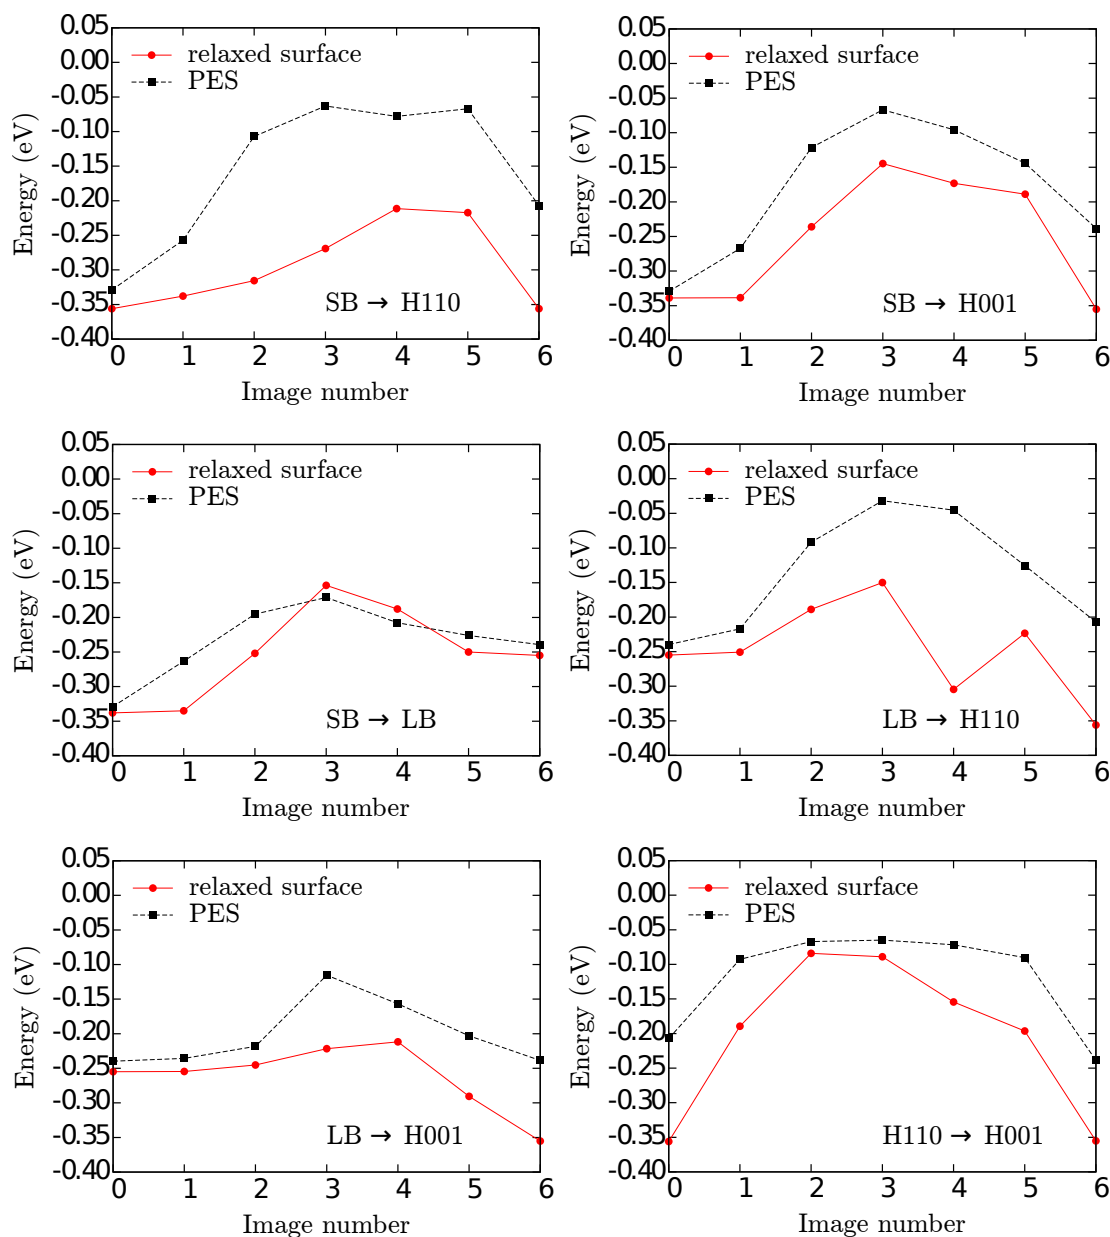 0.05
0.00
-0.05
-0.10
-0.15
-0.20
-0.25
-0.30
-0.35
-0.40
Energy (eV)
relaxed surface
PES
SB → H110
0 1 2 3 4 5 6
Image number
0.05
0.00
-0.05
-0.10
-0.15
-0.20
-0.25
-0.30
-0.35
-0.40
Energy (eV)
relaxed surface
PES
SB → H001
0 1 2 3 4 5 6
Image number
0.05
0.00
-0.05
-0.10
-0.15
-0.20
-0.25
-0.30
-0.35
-0.40
Energy (eV)
relaxed surface
PES
SB → LB
0 1 2 3 4 5 6
Image number
0.05
0.00
-0.05
-0.10
-0.15
-0.20
-0.25
-0.30
-0.35
-0.40
Energy (eV)
relaxed surface
PES
LB → H110
0 1 2 3 4 5 6
Image number
0.05
0.00
-0.05
-0.10
-0.15
-0.20
-0.25
-0.30
-0.35
-0.40
Energy (eV)
relaxed surface
PES
LB → H001
0 1 2 3 4 5 6
Image number
0.05
0.00
-0.05
-0.10
-0.15
-0.20
-0.25
-0.30
-0.35
-0.40
Energy (eV)
relaxed surface
PES
H110 → H001
0 1 2 3 4 5 6
Image number